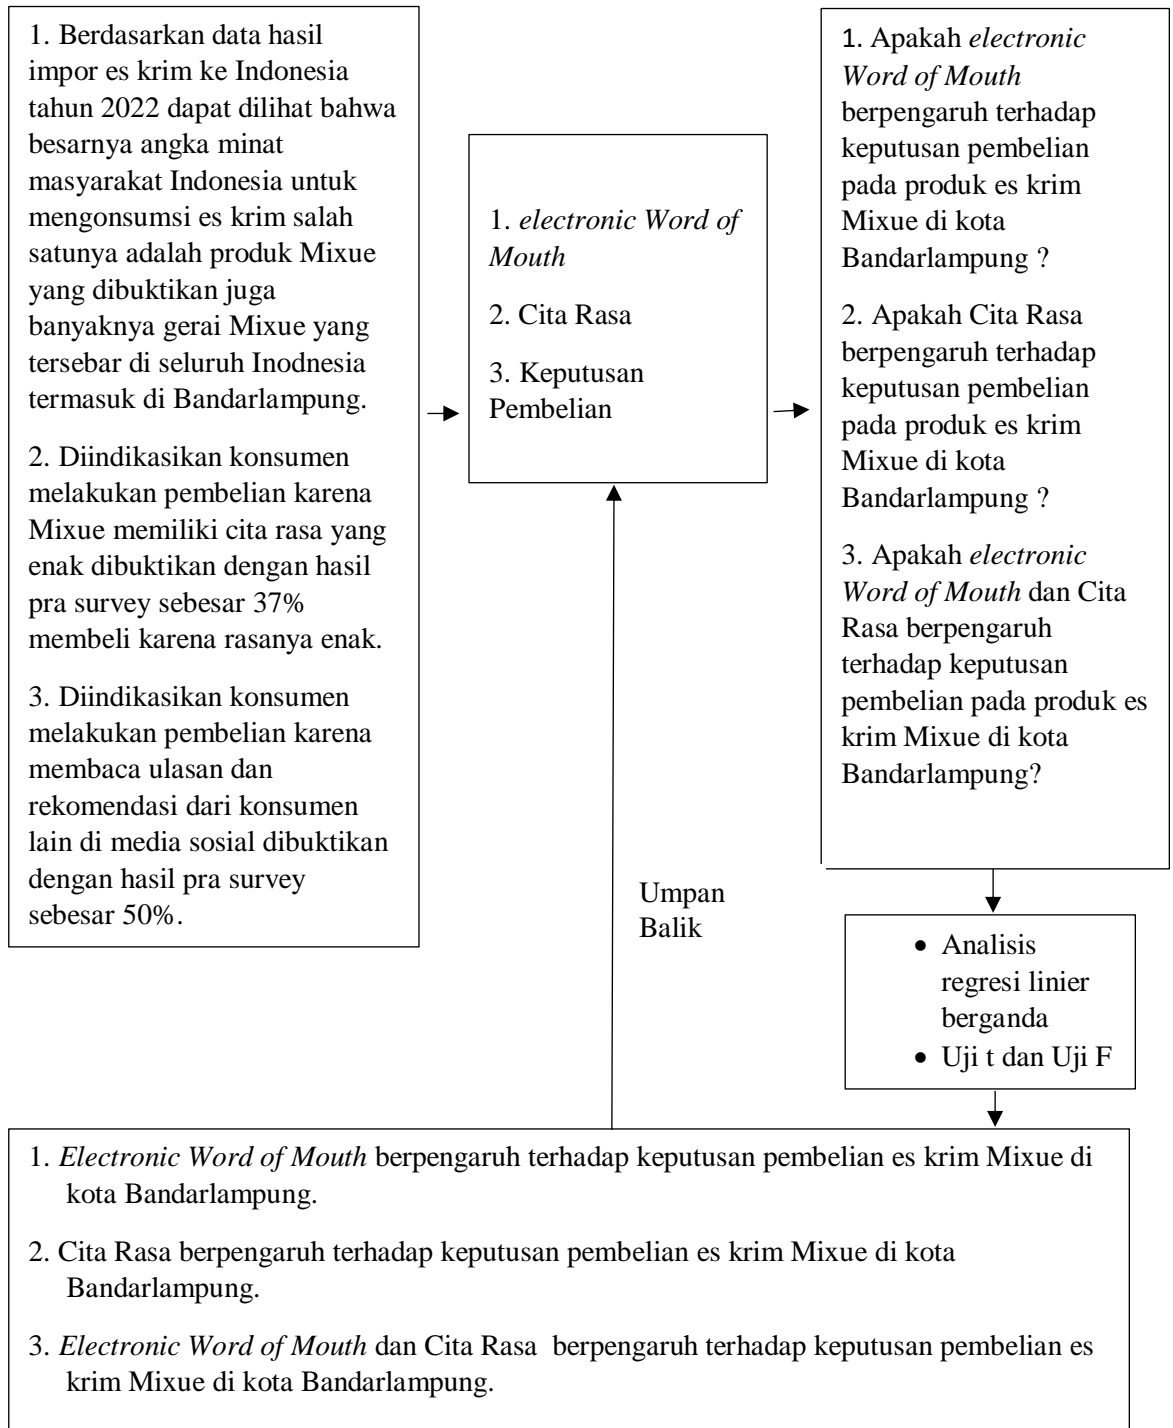 1. Berdasarkan data hasil
impor es krim ke Indonesia
tahun 2022 dapat dilihat bahwa
besarnya angka minat
masyarakat Indonesia untuk
mengonsumsi es krim salah
satunya adalah produk Mixue
yang dibuktikan juga
banyaknya gerai Mixue yang
tersebar di seluruh Inodnesia
termasuk di Bandarlampung.
2. Diindikasikan konsumen
melakukan pembelian karena
Mixue memiliki cita rasa yang
enak dibuktikan dengan hasil
pra survey sebesar 37%
membeli karena rasanya enak.
3. Diindikasikan konsumen
melakukan pembelian karena
membaca ulasan dan
rekomendasi dari konsumen
lain di media sosial dibuktikan
dengan hasil pra survey
sebesar 50%.
1. electronic Word of
Mouth
2. Cita Rasa
3. Keputusan
Pembelian
1. Apakah electronic
Word of Mouth
berpengaruh terhadap
keputusan pembelian
pada produk es krim
Mixue di kota
Bandarlampung ?
2. Apakah Cita Rasa
berpengaruh terhadap
keputusan pembelian
pada produk es krim
Mixue di kota
Bandarlampung ?
3. Apakah electronic
Word of Mouth dan Cita
Rasa berpengaruh
terhadap keputusan
pembelian pada produk es
krim Mixue di kota
Bandarlampung?
Umpan
Balik
• Analisis
regresi linier
berganda
• Uji t dan Uji F
1. Electronic Word of Mouth berpengaruh terhadap keputusan pembelian es krim Mixue di
kota Bandarlampung.
2. Cita Rasa berpengaruh terhadap keputusan pembelian es krim Mixue di kota
Bandarlampung.
3. Electronic Word of Mouth dan Cita Rasa  berpengaruh terhadap keputusan pembelian es
krim Mixue di kota Bandarlampung.